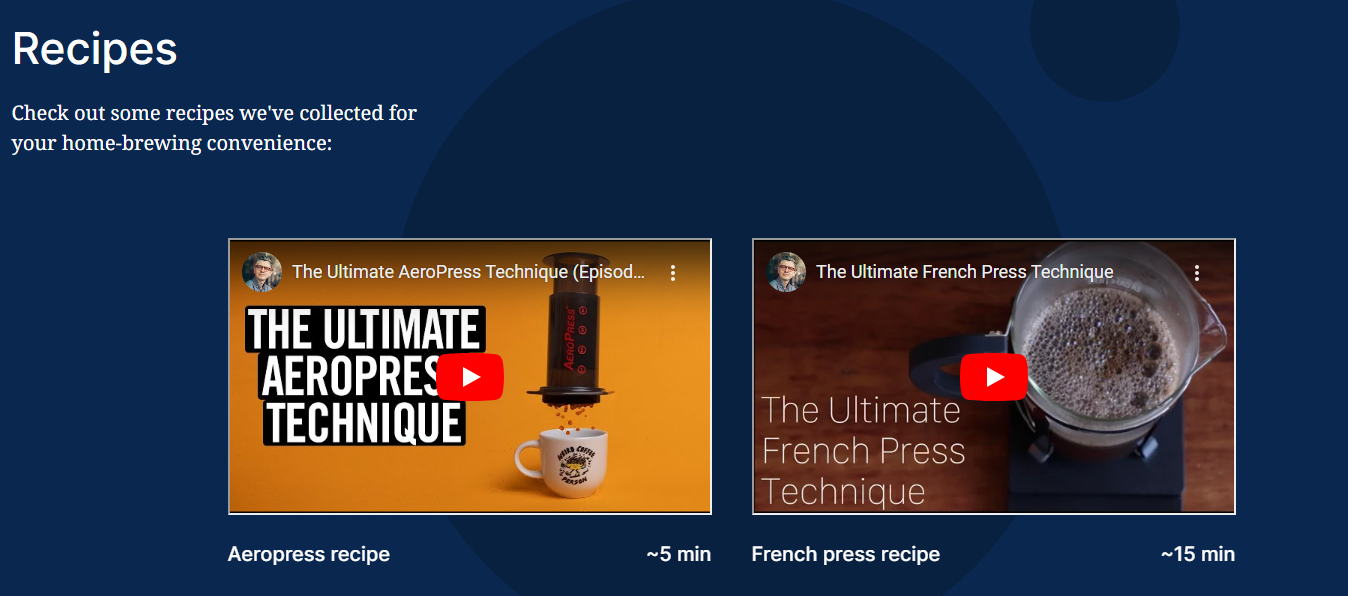 Recipes
Check out some recipes we've collected for
your home-brewing convenience:
The Ultimate AeroPress Technique (Episod...
THE ULTIMATE
AEROPRES
TECHNIQUE
AEROPRESS
WEIRD COFFEE
PERSON
The Ultimate French Press Technique
The Ultimate
French Press
Technique
Aeropress recipe
~5 min
French press recipe
~15 min